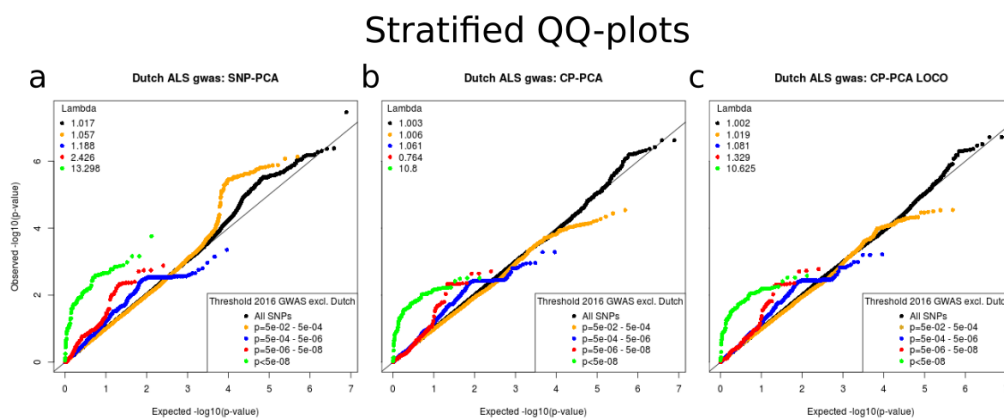 Stratified QQ-plots
a
Dutch ALS gwas: SNP-PCA
Lambda
1.017
1.057
1.188
2.426
13.298
Observed -log10(p-value)
0
2
4
6
Threshold 2016 GWAS excl. Dutch
All SNPs
p=5e-02 - 5e-04
p=5e-04 - 5e-06
p=5e-06 - 5e-08
p<5e-08
0 1 2 3 4 5 6 7
Expected -log10(p-value)
b
Dutch ALS gwas: CP-PCA
Lambda
1.003
1.006
1.061
0.764
10.8
Threshold 2016 GWAS excl. Dutch
All SNPs
p=5e-02 - 5e-04
p=5e-04 - 5e-06
p=5e-06 - 5e-08
p<5e-08
0 1 2 3 4 5 6 7
Expected -log10(p-value)
c
Dutch ALS gwas: CP-PCA LOCO
Lambda
1.002
1.019
1.081
1.329
10.625
Threshold 2016 GWAS excl. Dutch
All SNPs
p=5e-02 - 5e-04
p=5e-04 - 5e-06
p=5e-06 - 5e-08
p<5e-08
0 1 2 3 4 5 6
Expected -log10(p-value)